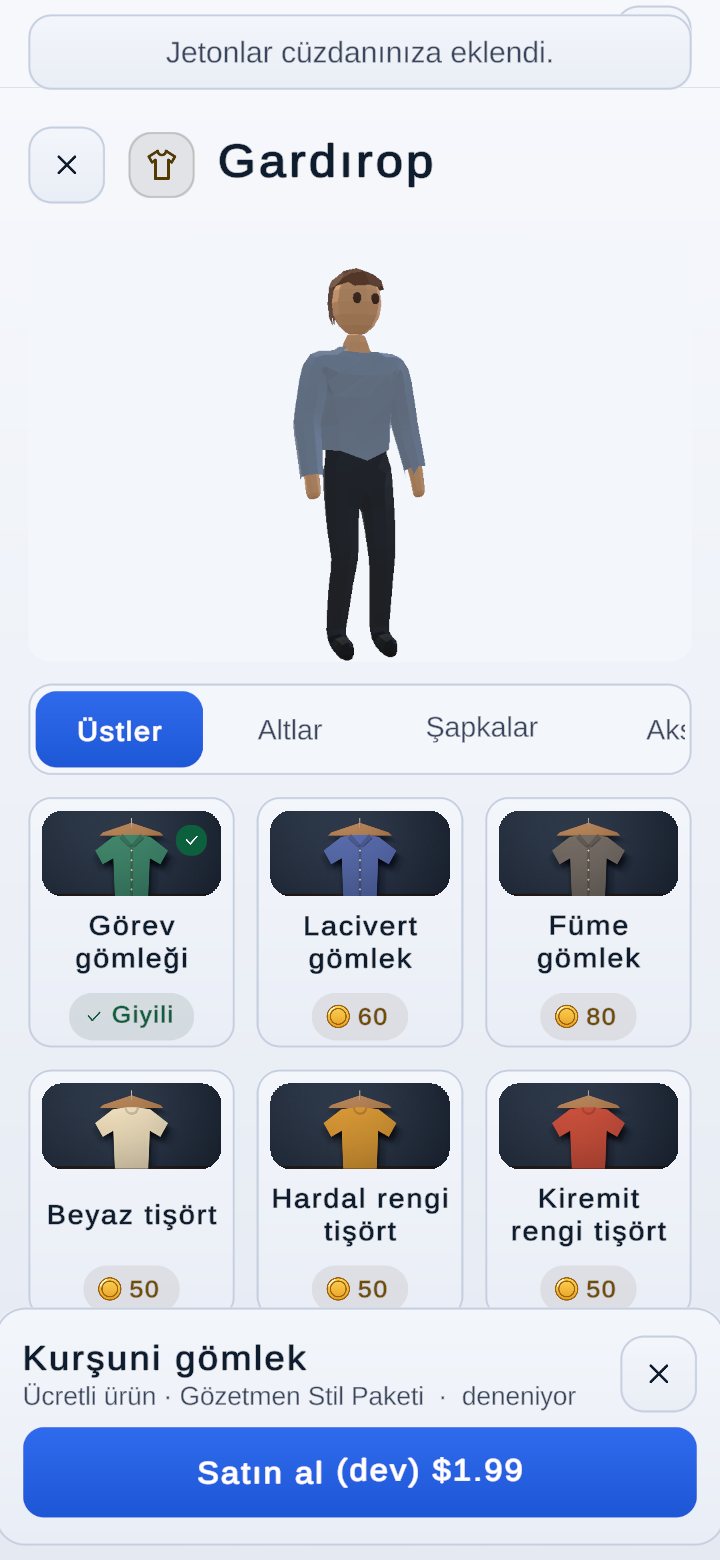 Jetonlar cüzdanınıza eklendi.
Gardırop
Üstler
Altlar
Şapkalar
Aks
Görev
gömleği
Giyili
Lacivert
gömlek
60
Füme
gömlek
80
Beyaz tişört
50
Hardal rengi
tişört
50
Kiremit
rengi tişört
50
Kurşuni gömlek
Ücretli ürün · Gözetmen Stil Paketi · deneniyor
Satın al (dev) $1.99